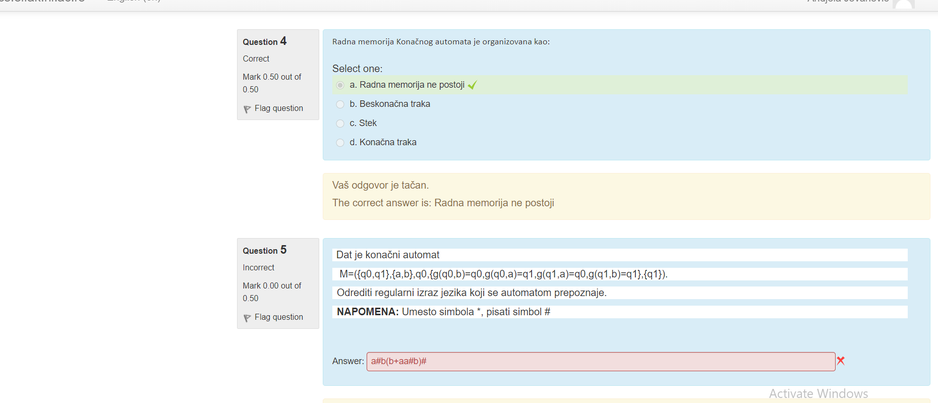 Question 4
Correct
Mark 0.50 out of
0.50
Flag question
Radna memorija Konačnog automata je organizovana kao:
Select one:
a. Radna memorija ne postoji
b. Beskonačna traka
c. Stek
d. Konačna traka
Vaš odgovor je tačan.
The correct answer is: Radna memorija ne postoji
Question 5
Incorrect
Mark 0.00 out of
0.50
Flag question
Dat je konačni automat
M=({q0,q1},{a,b},q0,{g(q0,b)=q0,g(q0,a)=q1,g(q1,a)=q0,g(q1,b)=q1},{q1}).
Odrediti regularni izraz jezika koji se automatom prepoznaje.
NAPOMENA: Umesto simbola *, pisati simbol #
Answer: a#b(b+aa#b)#
Activate Windows